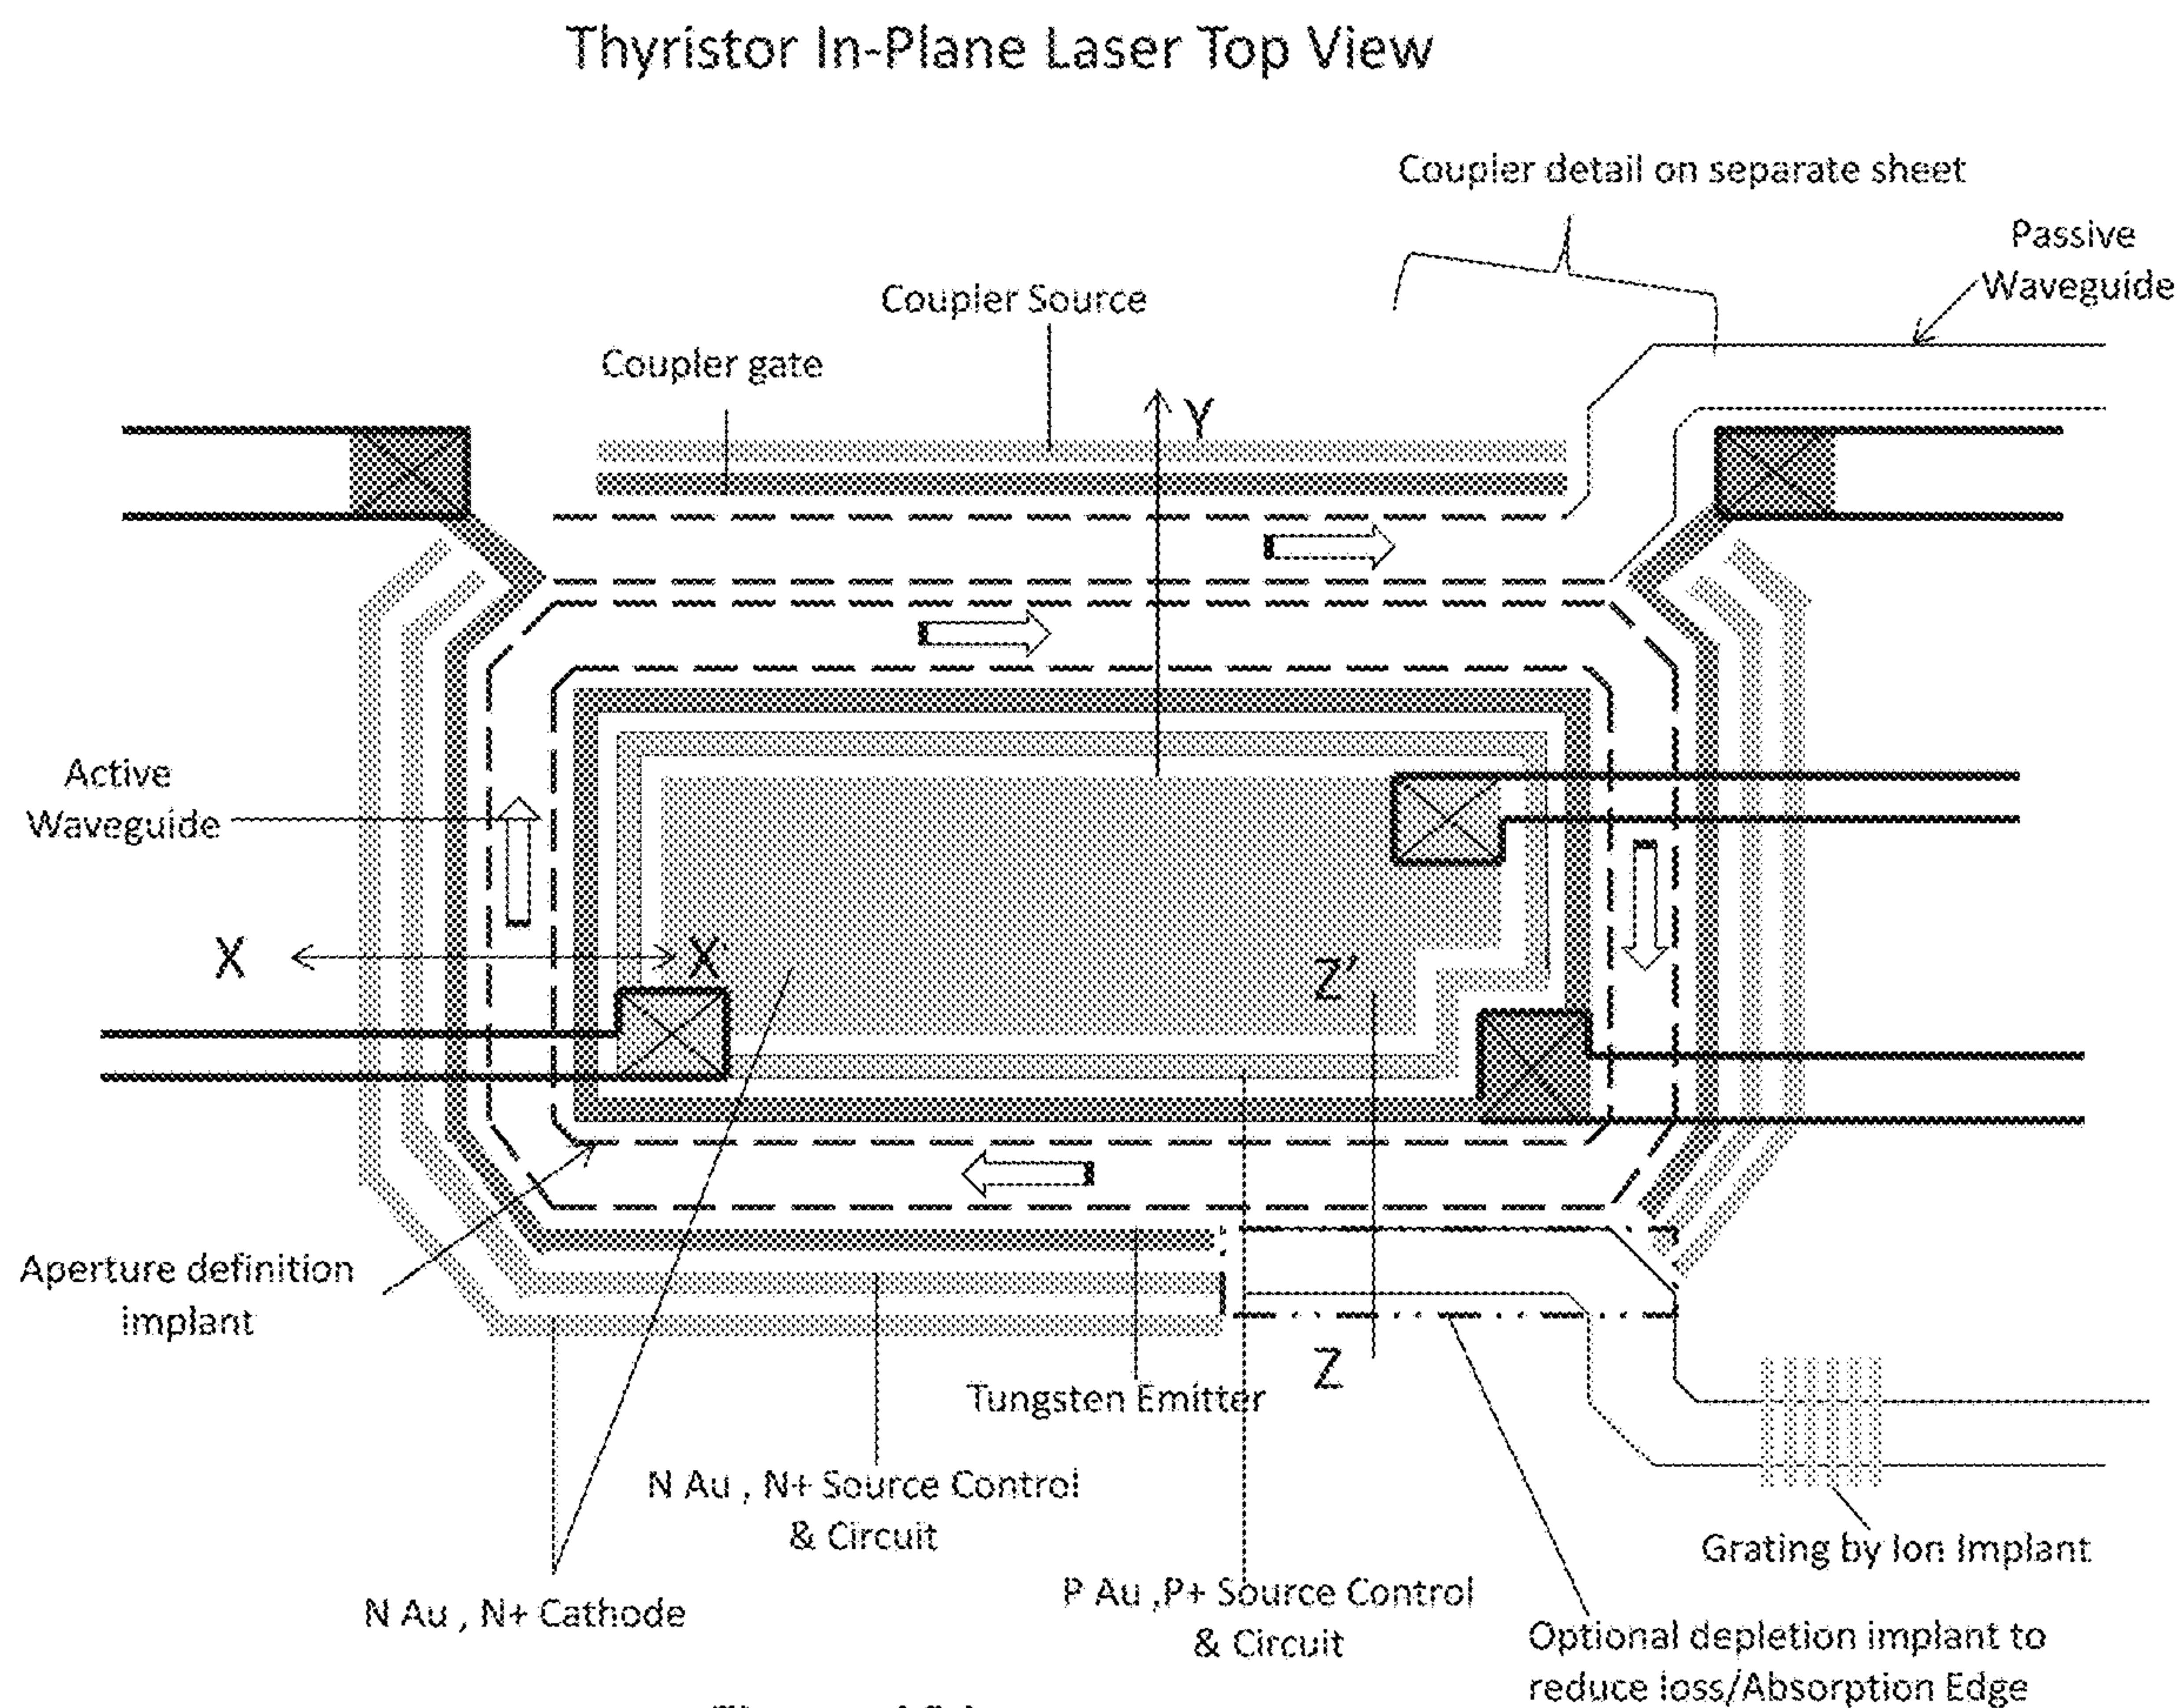 Thyristor In-Plane Laser Top View
Coupler detail on separate sheet
Passive
Waveguide
Coupler Source
Coupler gate
Y
Active
Waveguide
X
X'
Z'
Aperture definition
implant
Z
Tungsten Emitter
N Au , N+ Source Control
& Circuit
Grating by Ion Implant
P Au ,P+ Source Control
& Circuit
N Au , N+ Cathode
Optional depletion implant to
reduce loss/Absorption Edge